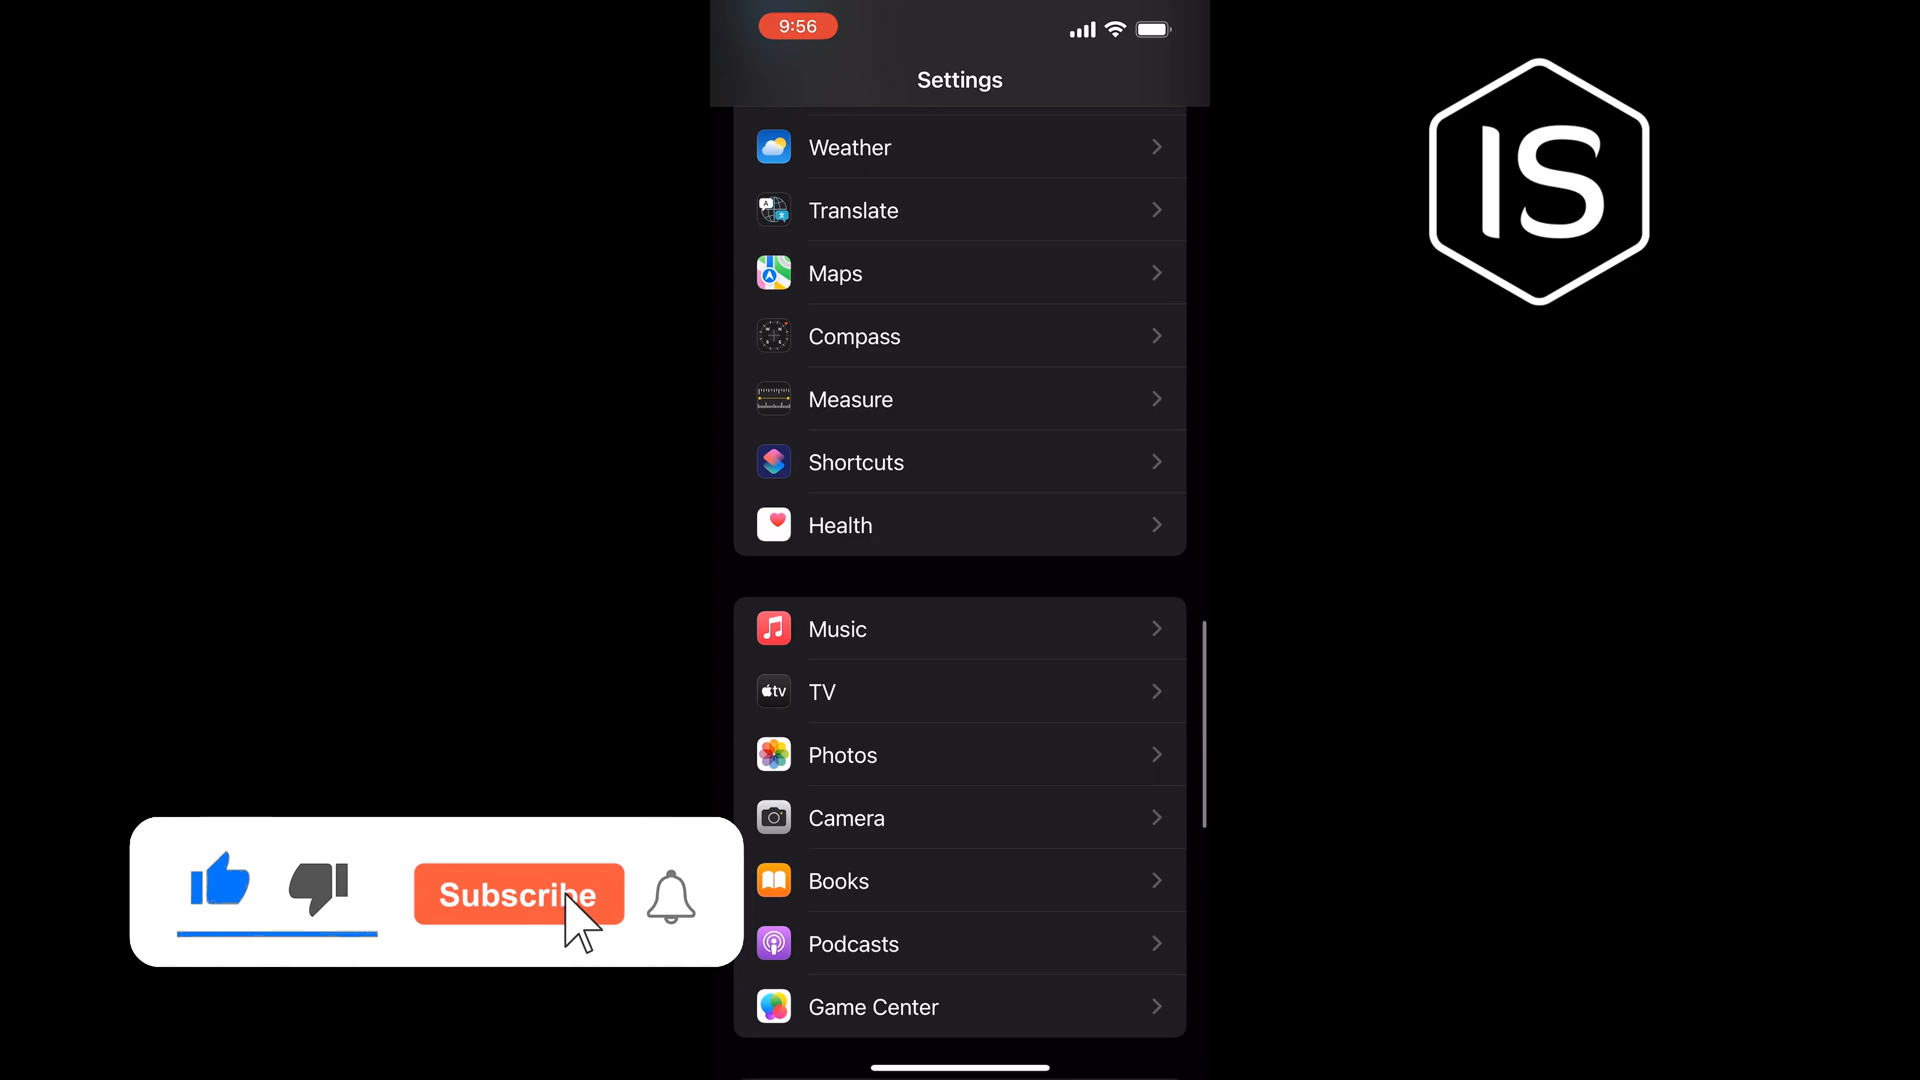 9:56
Settings
IS
Weather
Translate
Maps
Compass
Measure
Shortcuts
Health
Music
tv
TV
Photos
Camera
Books
Podcasts
Game Center
Subscribe